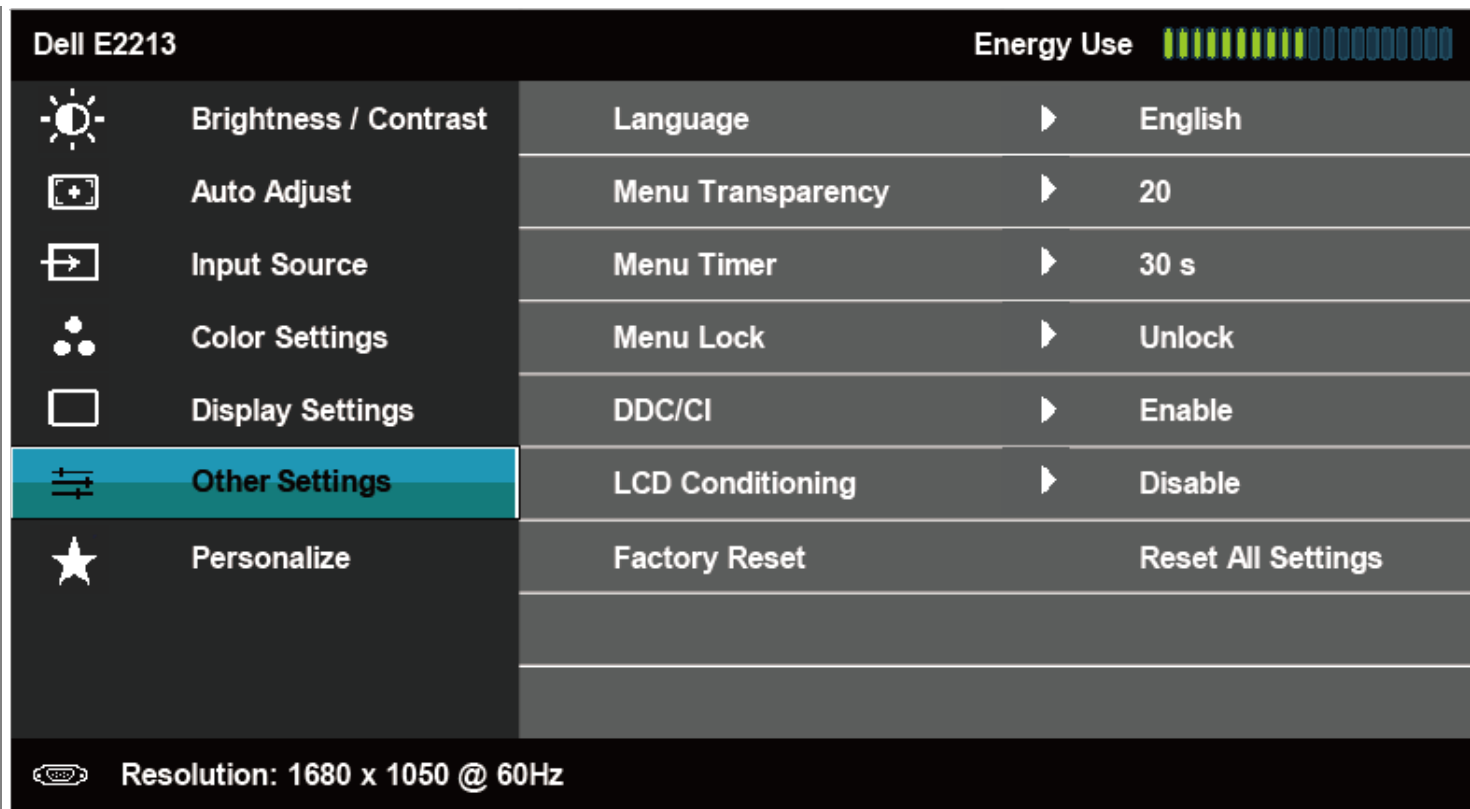 Dell E2213 Energy Use
Brightness / Contrast Language English
Auto Adjust Menu Transparency 20
Input Source Menu Timer 30 s
Color Settings Menu Lock Unlock
Display Settings DDC/CI Enable
Other Settings LCD Conditioning Disable
Personalize Factory Reset Reset All Settings
Resolution: 1680 x 1050 @ 60Hz